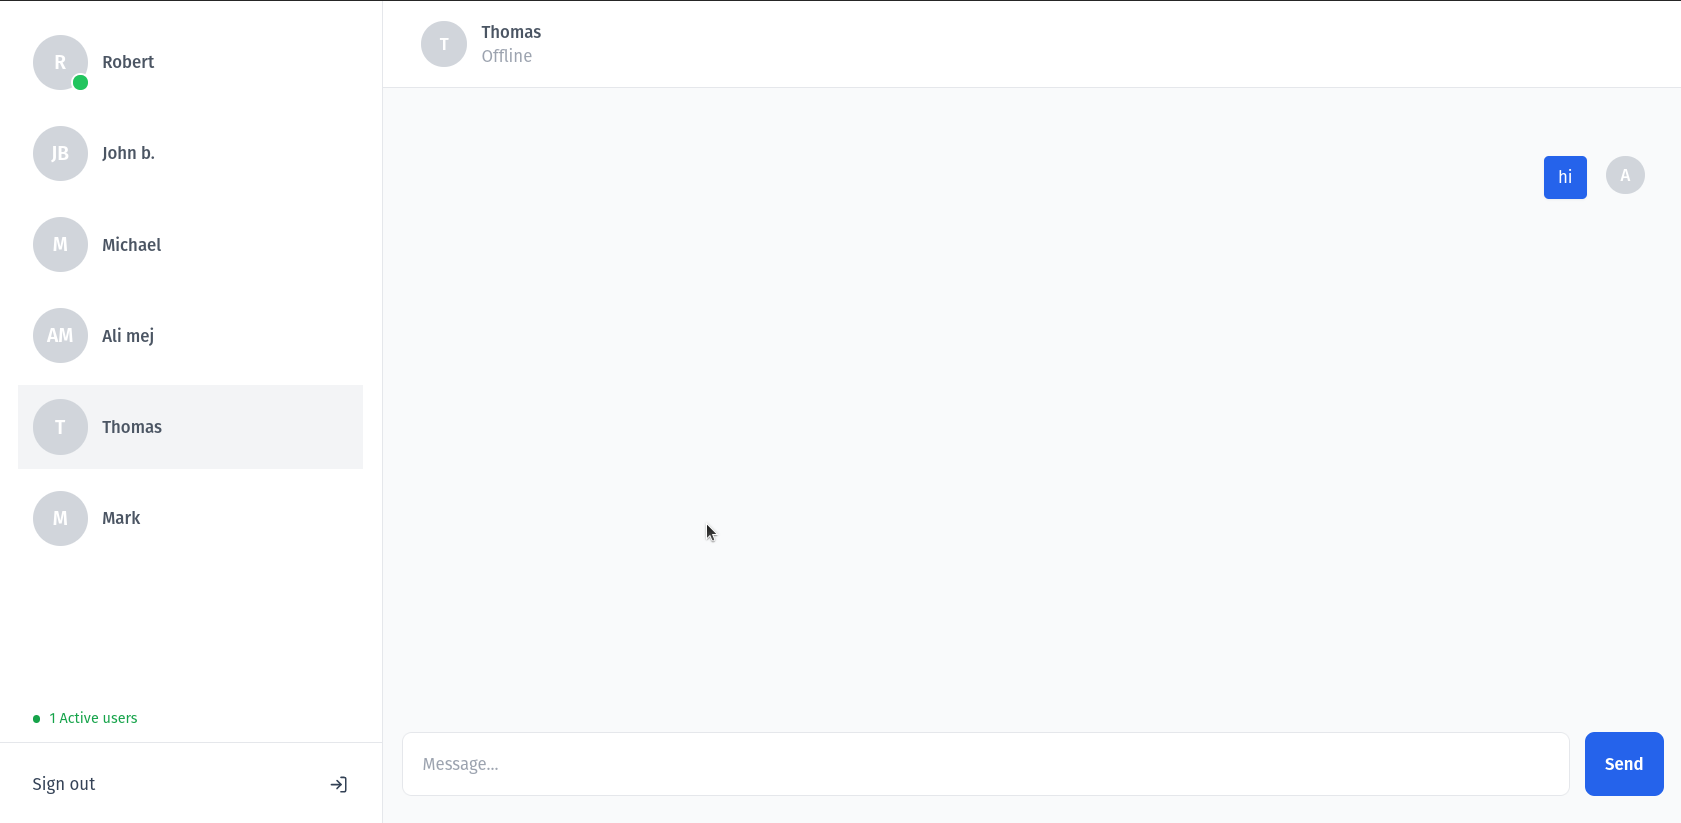 R
Robert
JB
John b.
M
Michael
AM
Ali mej
T
Thomas
M
Mark
1 Active users
Sign out
T
Thomas
Offline
hi
A
Message...
Send